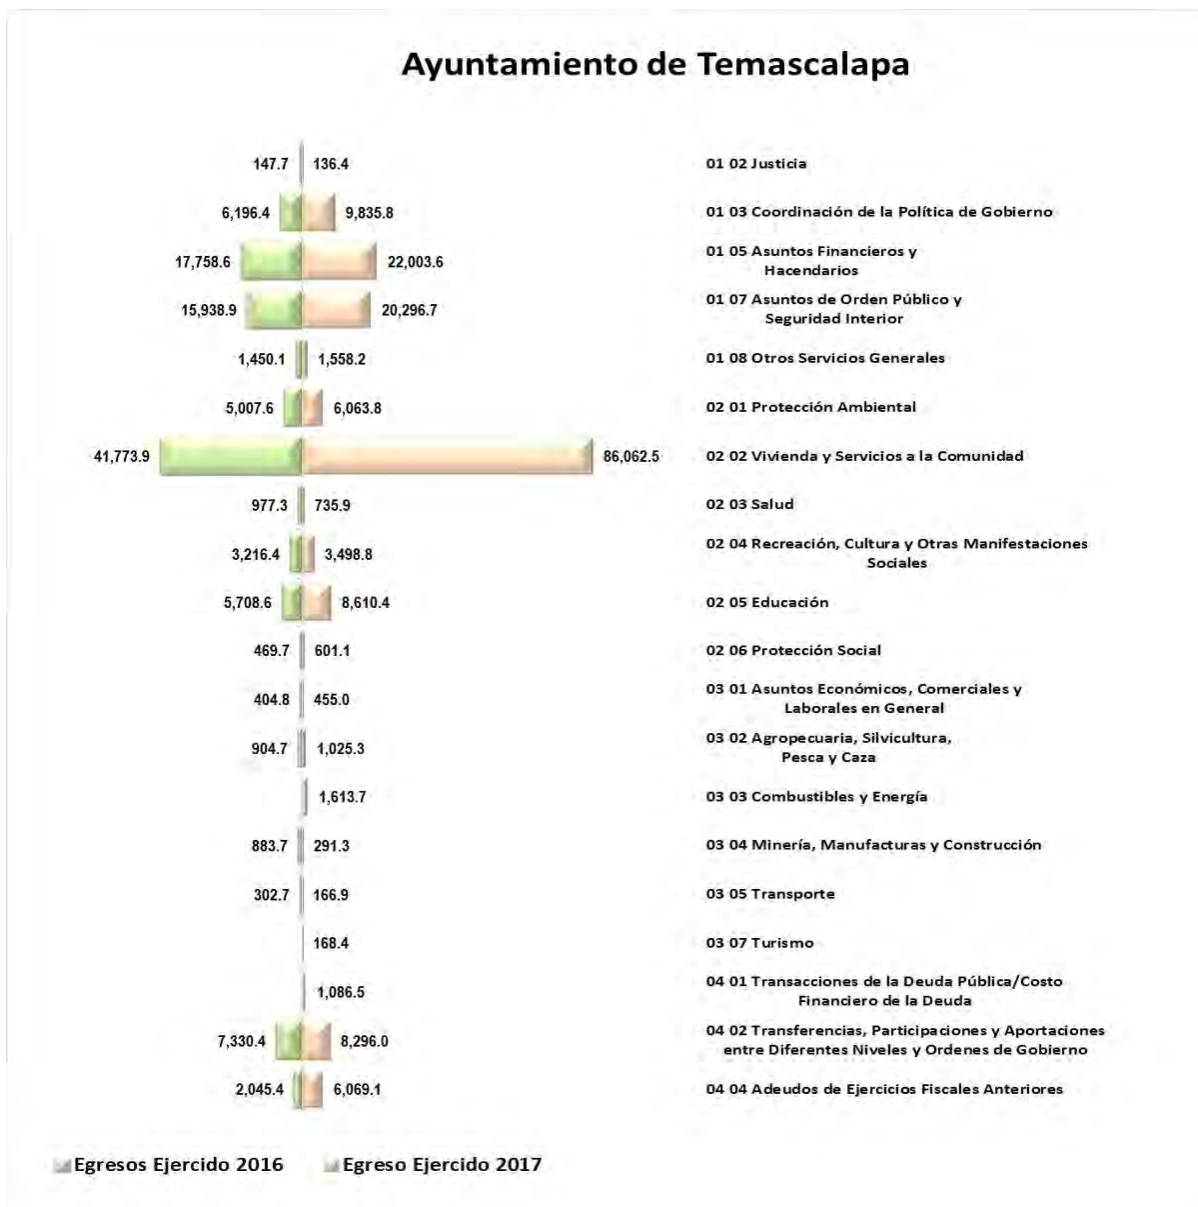 Ayuntamiento de Temascalapa
147.7 136.4 01 02 Justicia
6,196.4 9,835.8 01 03 Coordinación de la Política de Gobierno
17,758.6 22,003.6 01 05 Asuntos Financieros y
Hacendarios
15,938.9 20,296.7 01 07 Asuntos de Orden Público y
Seguridad Interior
1,450.1 1,558.2 01 08 Otros Servicios Generales
5,007.6 6,063.8 02 01 Protección Ambiental
41,773.9 86,062.5 02 02 Vivienda y Servicios a la Comunidad
977.3 735.9 02 03 Salud
3,216.4 3,498.8 02 04 Recreación, Cultura y Otras Manifestaciones
Sociales
5,708.6 8,610.4 02 05 Educación
469.7 601.1 02 06 Protección Social
404.8 455.0 03 01 Asuntos Económicos, Comerciales y
Laborales en General
904.7 1,025.3 03 02 Agropecuaria, Silvicultura,
Pesca y Caza
1,613.7 03 03 Combustibles y Energía
883.7 291.3 03 04 Minería, Manufacturas y Construcción
302.7 166.9 03 05 Transporte
168.4 03 07 Turismo
1,086.5 04 01 Transacciones de la Deuda Pública/Costo
Financiero de la Deuda
7,330.4 8,296.0 04 02 Transferencias, Participaciones y Aportaciones
entre Diferentes Niveles y Ordenes de Gobierno
2,045.4 6,069.1 04 04 Adeudos de Ejercicios Fiscales Anteriores
Egresos Ejercido 2016 Egreso Ejercido 2017